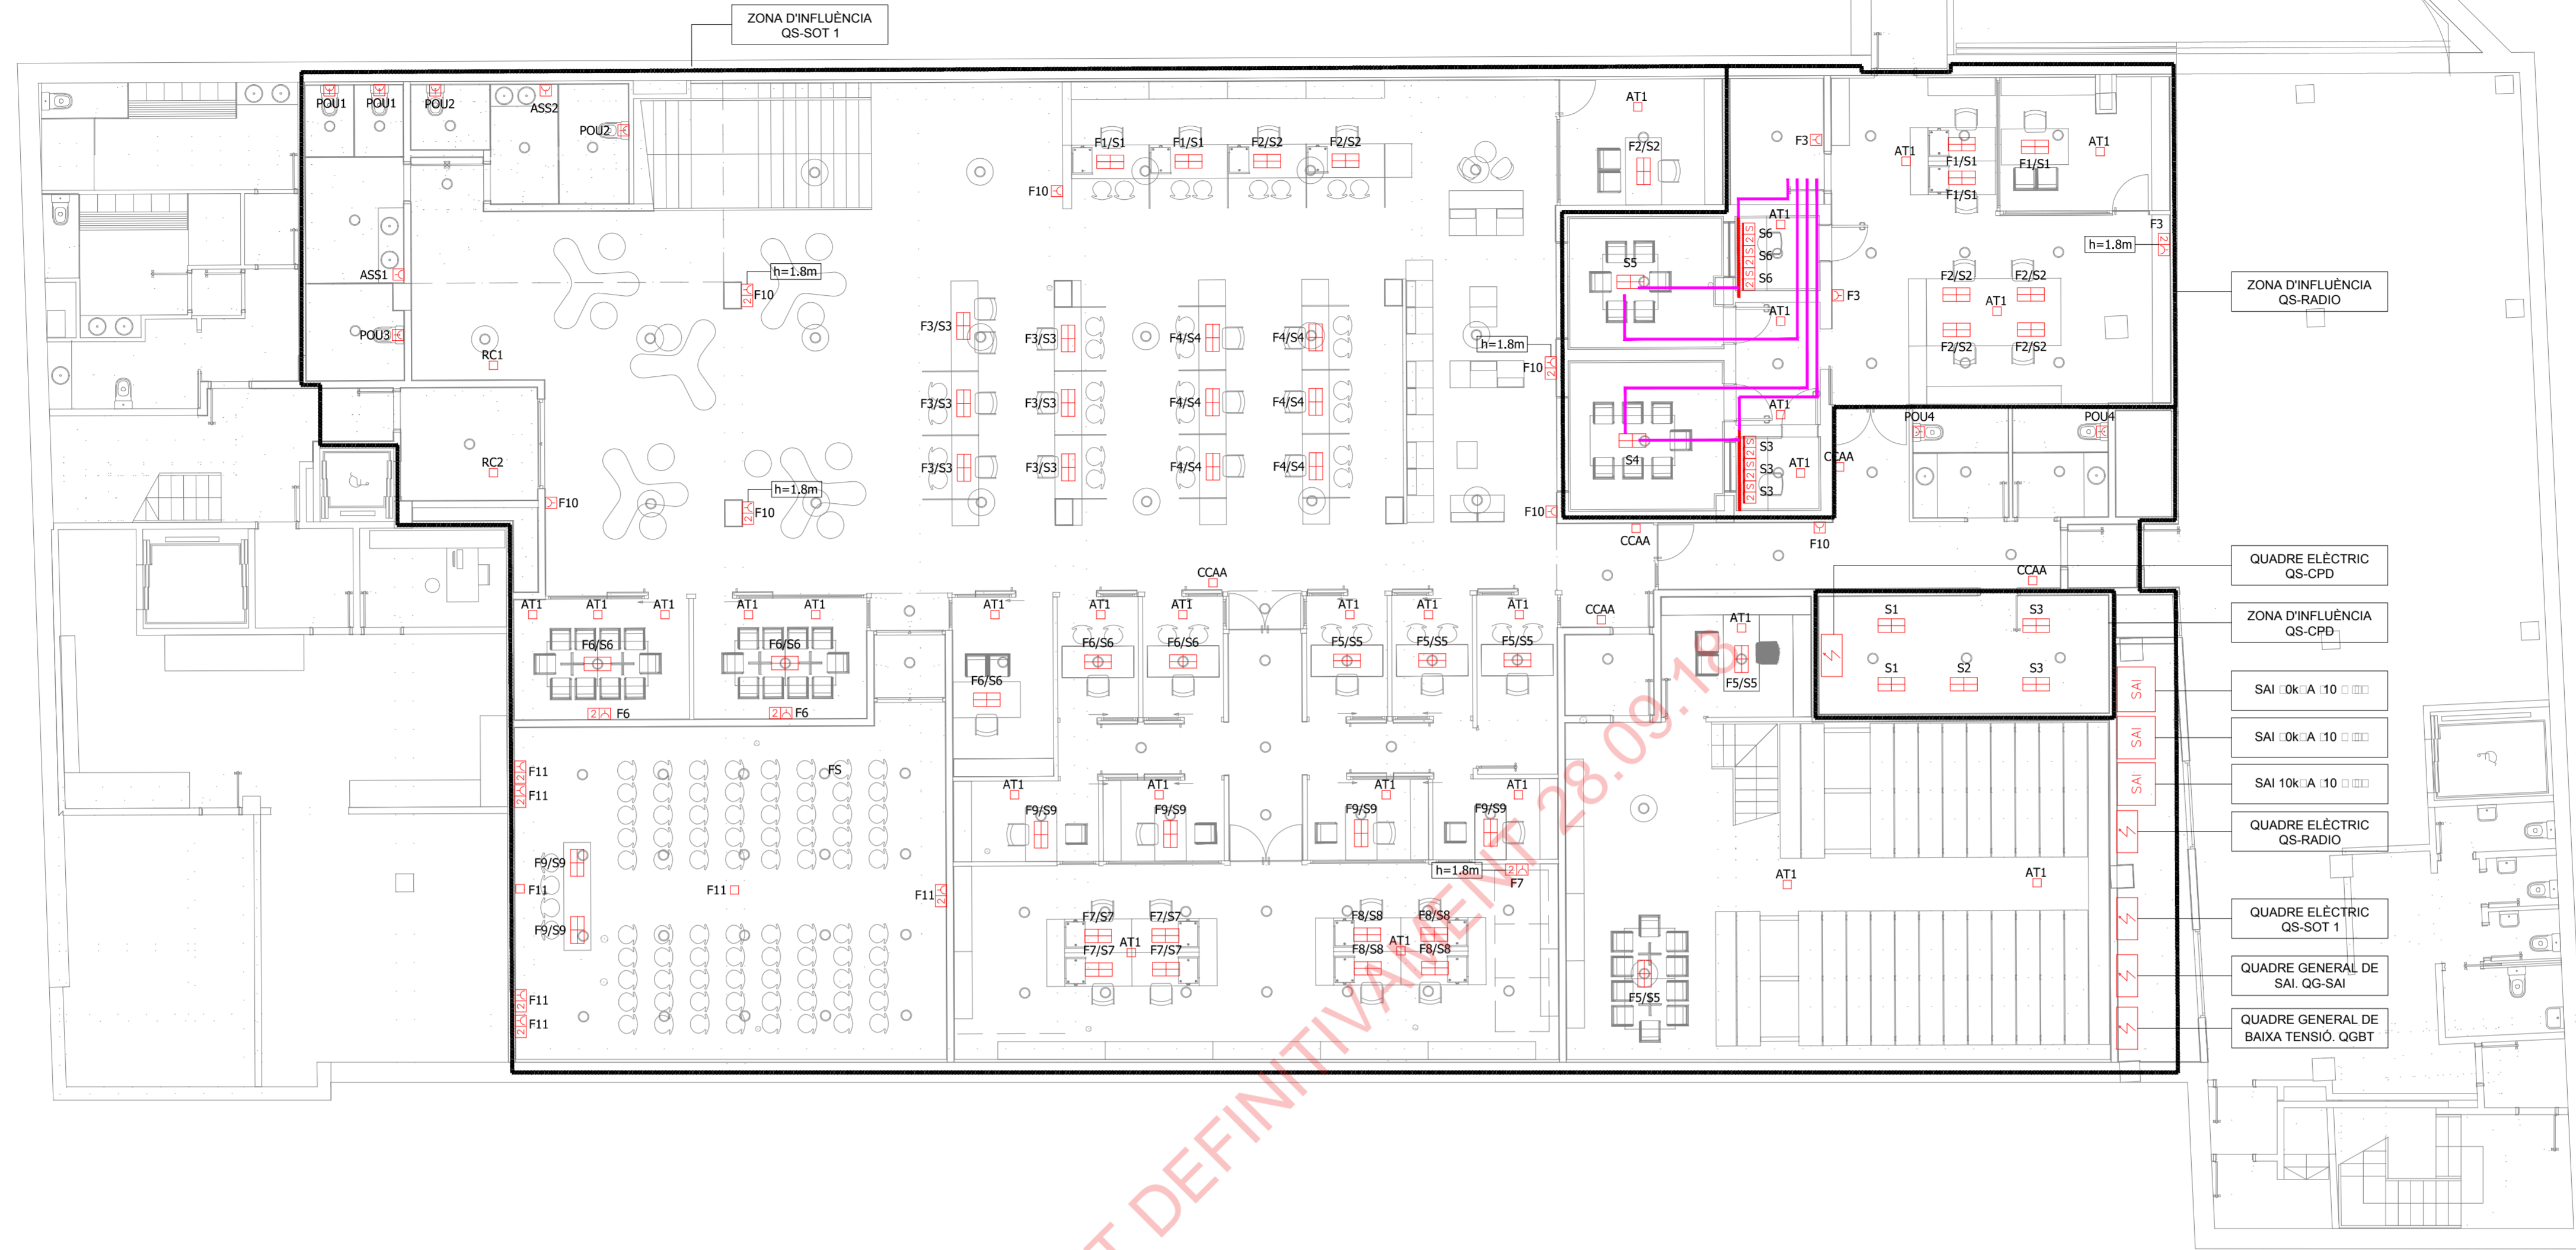 ZONA D'INFLUÈNCIA
QS-SOT 1
POU1
POU1
POU2
ASS2
POU2
AT1
F1/S1
F1/S1
F2/S2
F2/S2
F2/S2
F10
F3
AT1
F1/S1
F1/S1
F1/S1
AT1
AT1
S6
S6
S6
S5
F3
h=1.8m
ASS1
h=1.8m
F10
F3
F2/S2
F2/S2
AT1
F2/S2
F2/S2
ZONA D'INFLUÈNCIA
QS-RADIO
AT1
POU3
RC1
F3/S3
F3/S3
F4/S4
F4/S4
h=1.8m
F10
F3/S3
F3/S3
F4/S4
F4/S4
AT1
POU4
POU4
RC2
F3/S3
F3/S3
F4/S4
F4/S4
S4
S3
S3
S3
AT1
CCAA
h=1.8m
F10
F10
F10
CCAA
F10
QUADRE ELÈCTRIC
QS-CPD
CCAA
CCAA
AT1
AT1
AT1
AT1
AT1
AT1
AT1
AT1
AT1
AT1
AT1
CCAA
AT1
S1
S3
ZONA D'INFLUÈNCIA
QS-CPD
F6/S6
F6/S6
F6/S6
F6/S6
F5/S5
F5/S5
F5/S5
F6/S6
F5/S5
S1
S2
S3
SAI
F6
F6
SAI
SAI 10k
SAI
QUADRE ELÈCTRIC
QS-RADIO
F11
F11
FS
AT1
AT1
AT1
AT1
F9/S9
F9/S9
F9/S9
F9/S9
F9/S9
F11
F11
F11
F9/S9
h=1.8m
F7
AT1
AT1
QUADRE ELÈCTRIC
QS-SOT 1
F7/S7
F7/S7
F8/S8
F8/S8
AT1
AT1
F7/S7
F7/S7
F8/S8
F8/S8
F5/S5
QUADRE GENERAL DE
SAI. QG-SAI
F11
F11
QUADRE GENERAL DE
BAIXA TENSIÓ. QGBT
SAI
SAI
SAI
DEFINITIVAMENT 28.09.18